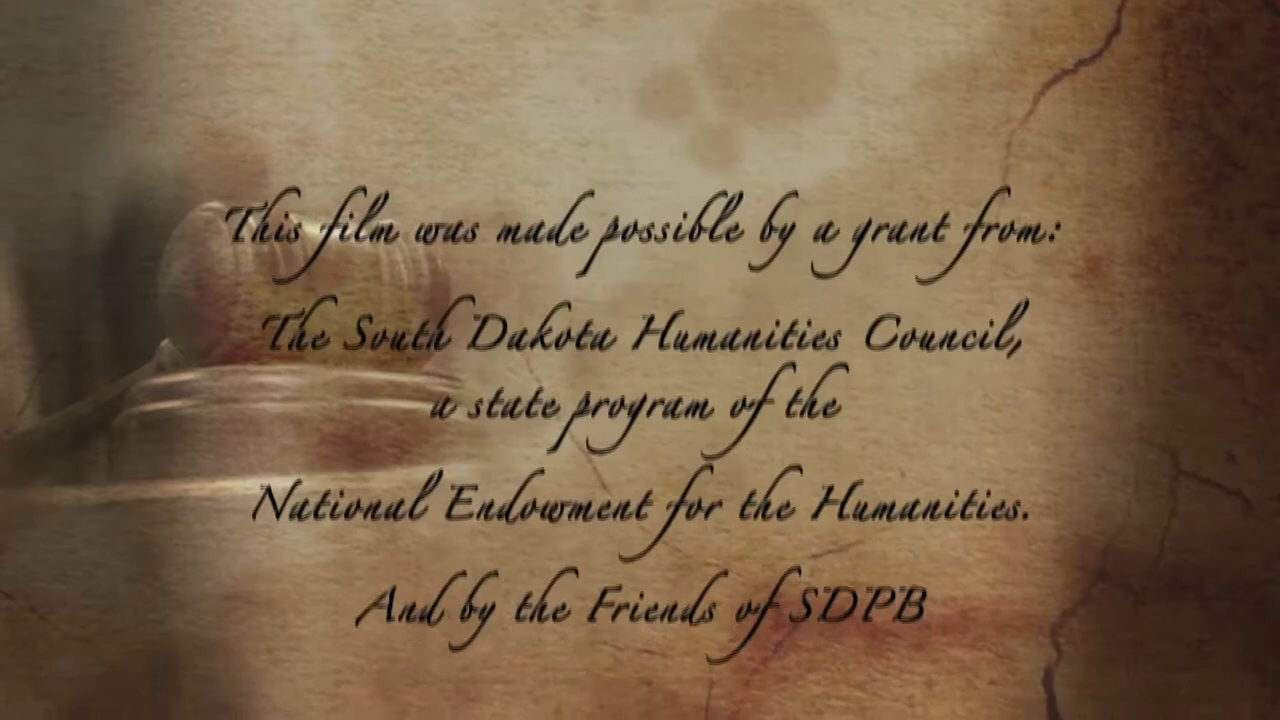 This film was made possible by a grant from:
The South Dakota Humanities Council,
a state program of the
National Endowment for the Humanities.
And by the Friends of SDPB